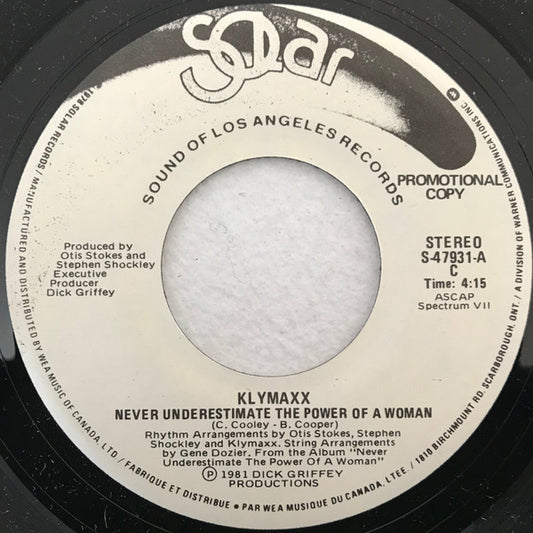 Solar
SOUND OF LOS ANGELES RECORDS
PROMOTIONAL
COPY
Produced by
Otis Stokes and
Stephen Shockley
Executive
Producer
Dick Griffey
STEREO
S-47931-A
C
Time: 4:15
ASCAP
Spectrum VII
KLYMAXX
NEVER UNDERESTIMATE THE POWER OF A WOMAN
(C. Cooley - B. Cooper)
Rhythm Arrangements by Otis Stokes, Stephen
Shockley and Klymaxx. String Arrangements
by Gene Dozier. From the Album "Never
Underestimate The Power Of A Woman"
Ⓟ 1981 DICK GRIFFEY
PRODUCTIONS
1978 SOLAR RECORDS / MANUFACTURED AND DISTRIBUTED BY WEA MUSIC OF CANADA, LTD / FABRIQUE ET DISTRIBUE • PAR WEA MUSIQUE DU CANADA, LTEE / 1810 BIRCHMOUNT RD. SCARBOROUGH, ONT. / A DIVISION OF WARNER COMMUNICATIONS INC